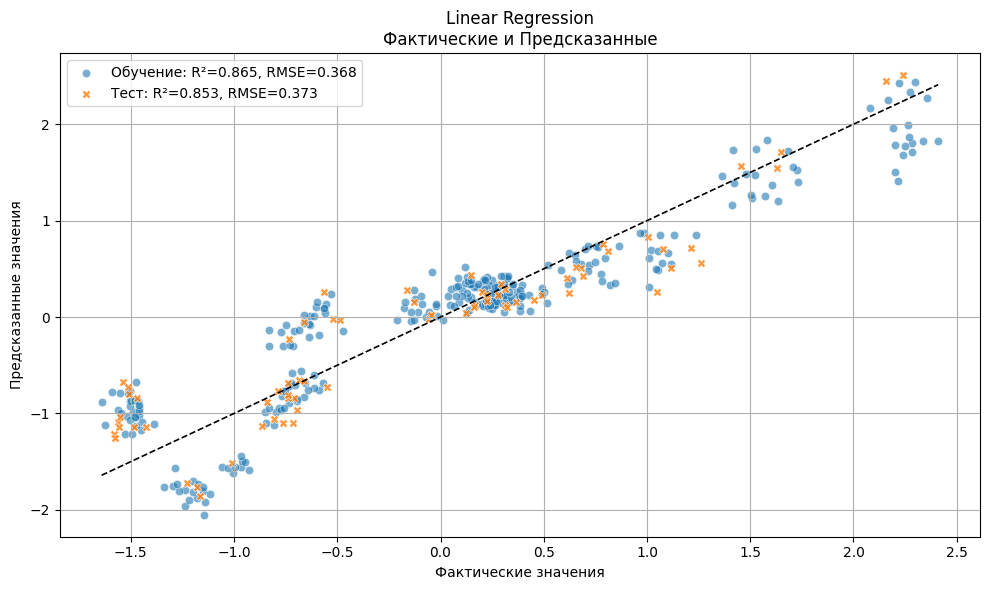 Linear Regression
Фактические и Предсказанные
Обучение: R²=0.865, RMSE=0.368
Тест: R²=0.853, RMSE=0.373
Предсказанные значения
2
1
0
−1
−2
−1.5
−1.0
−0.5
0.0
0.5
1.0
1.5
2.0
2.5
Фактические значения